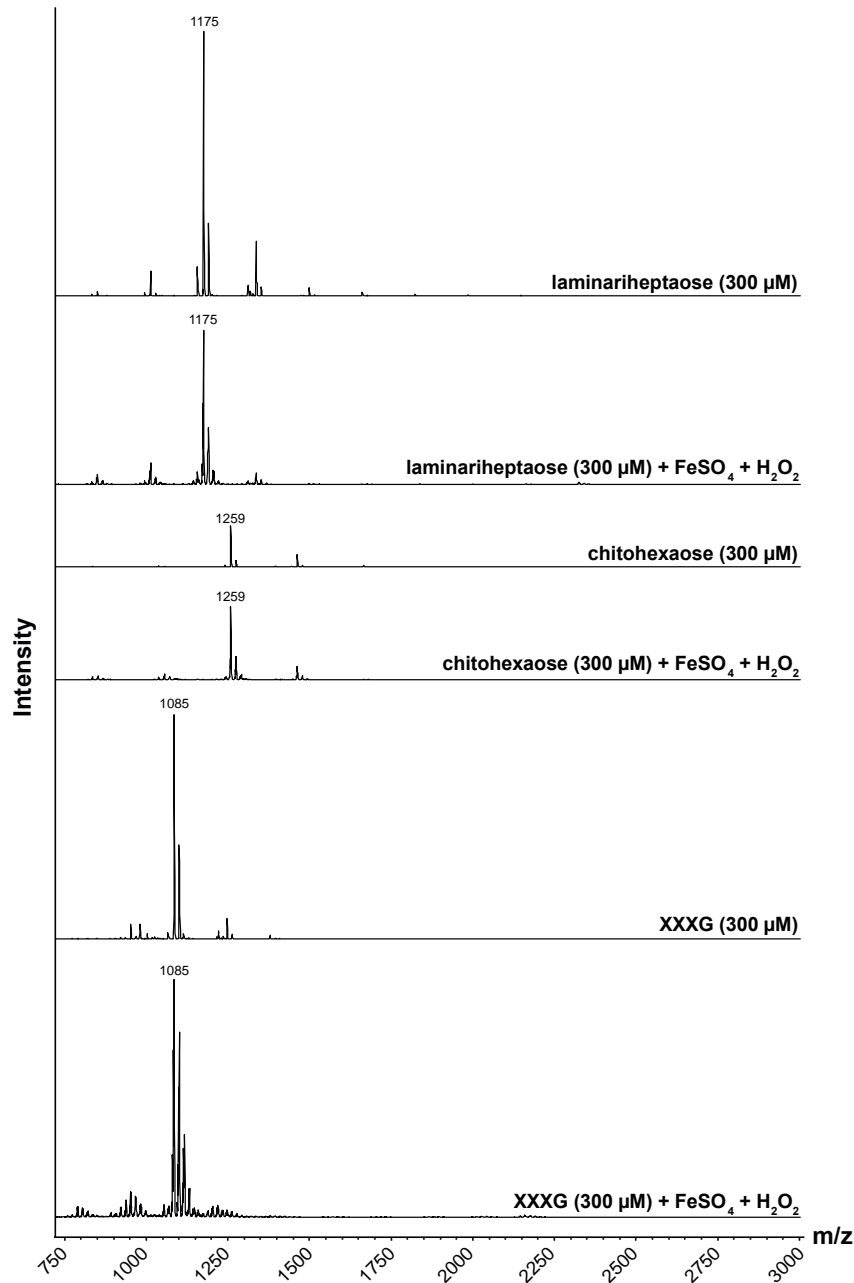 1175
laminariheptaose (300 µM)
1175
laminariheptaose (300 µM) + FeSO₄ + H₂O₂
1259
chitohexaose (300 µM)
1259
chitohexaose (300 µM) + FeSO₄ + H₂O₂
Intensity
1085
XXXG (300 µM)
1085
XXXG (300 µM) + FeSO₄ + H₂O₂
m/z
750 1000 1250 1500 1750 2000 2250 2500 2750 3000